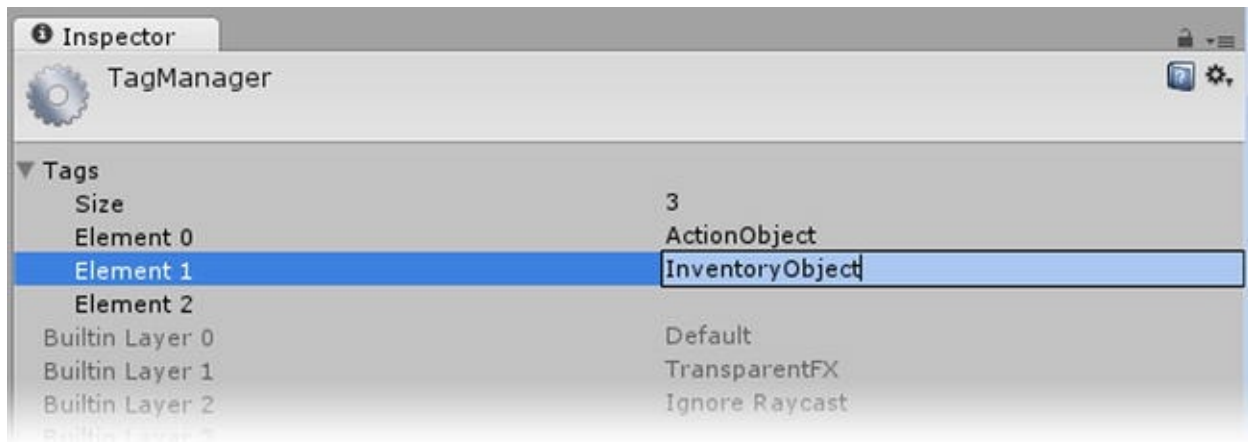 Inspector
TagManager
Tags
Size 3
Element 0 ActionObject
Element 1 InventoryObject
Element 2
Builtin Layer 0 Default
Builtin Layer 1 TransparentFX
Builtin Layer 2 Ignore Raycast